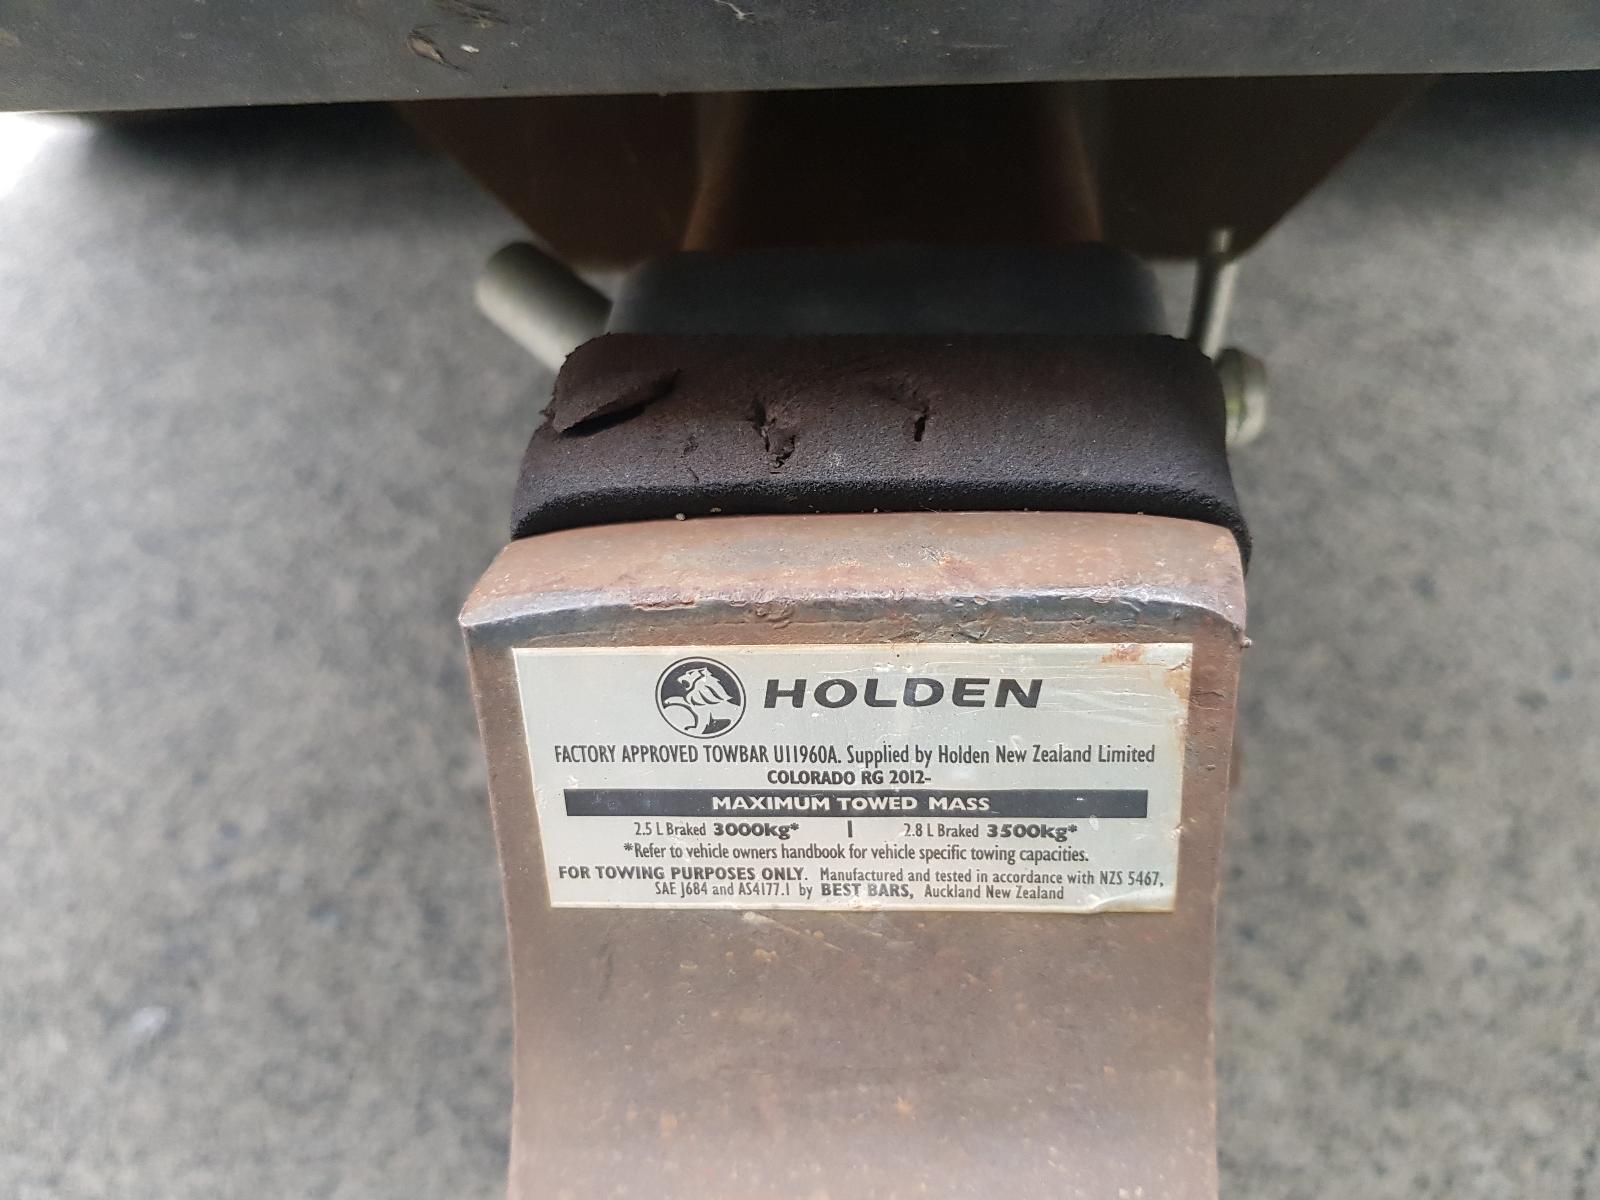 HOLDEN
FACTORY APPROVED TOWBAR U11960A. Supplied by Holden New Zealand Limited
COLORADO RG 2012-
MAXIMUM TOWED MASS
2.5 L Braked 3000kg* | 2.8 L Braked 3500kg*
*Refer to vehicle owners handbook for vehicle specific towing capacities.
FOR TOWING PURPOSES ONLY. Manufactured and tested in accordance with NZS 5467,
SAE J684 and AS4177.1 by BEST BARS, Auckland New Zealand